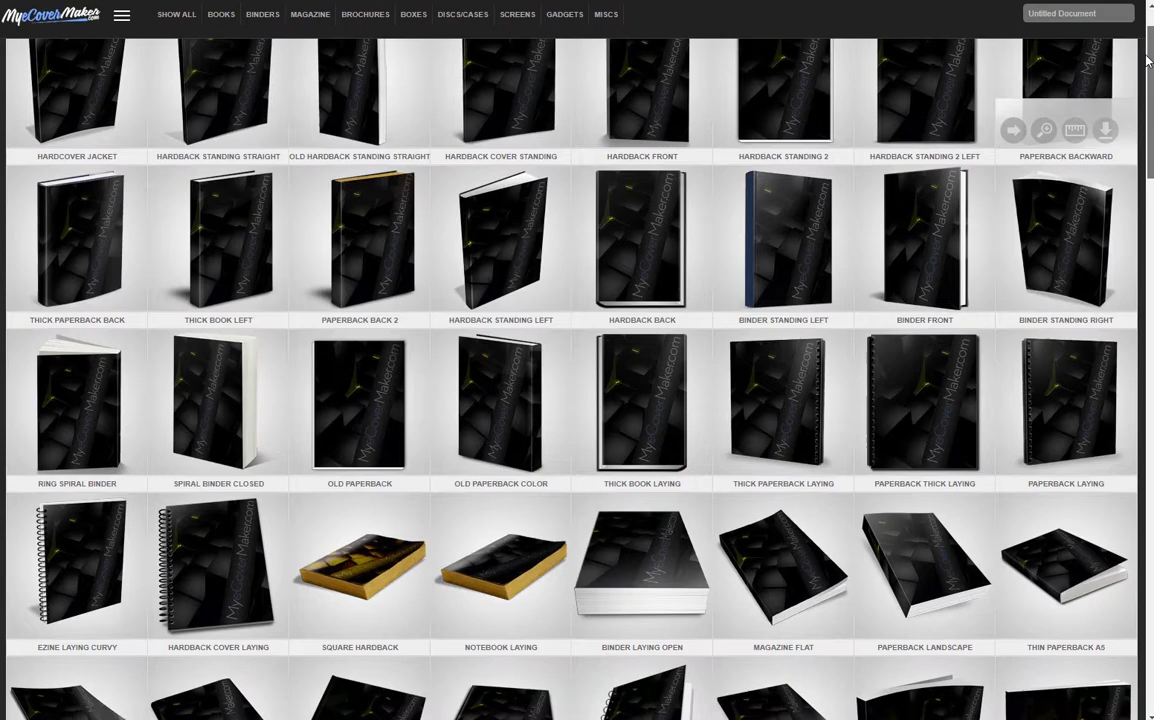 MyeCoverMaker.com
SHOW ALL BOOKS BINDERS MAGAZINE BROCHURES BOXES DISCS/CASES SCREENS GADGETS MISCS
Untitled Document
HARDCOVER JACKET HARDBACK STANDING STRAIGHT OLD HARDBACK STANDING STRAIGHT HARDBACK COVER STANDING HARDBACK FRONT HARDBACK STANDING 2 HARDBACK STANDING 2 LEFT PAPERBACK BACKWARD
THICK PAPERBACK BACK THICK BOOK LEFT PAPERBACK BACK 2 HARDBACK STANDING LEFT HARDBACK BACK BINDER STANDING LEFT BINDER FRONT BINDER STANDING RIGHT
RING SPIRAL BINDER SPIRAL BINDER CLOSED OLD PAPERBACK OLD PAPERBACK COLOR THICK BOOK LAYING THICK PAPERBACK LAYING PAPERBACK THICK LAYING PAPERBACK LAYING
EZINE LAYING CURVY HARDBACK COVER LAYING SQUARE HARDBACK NOTEBOOK LAYING BINDER LAYING OPEN MAGAZINE FLAT PAPERBACK LANDSCAPE THIN PAPERBACK A5